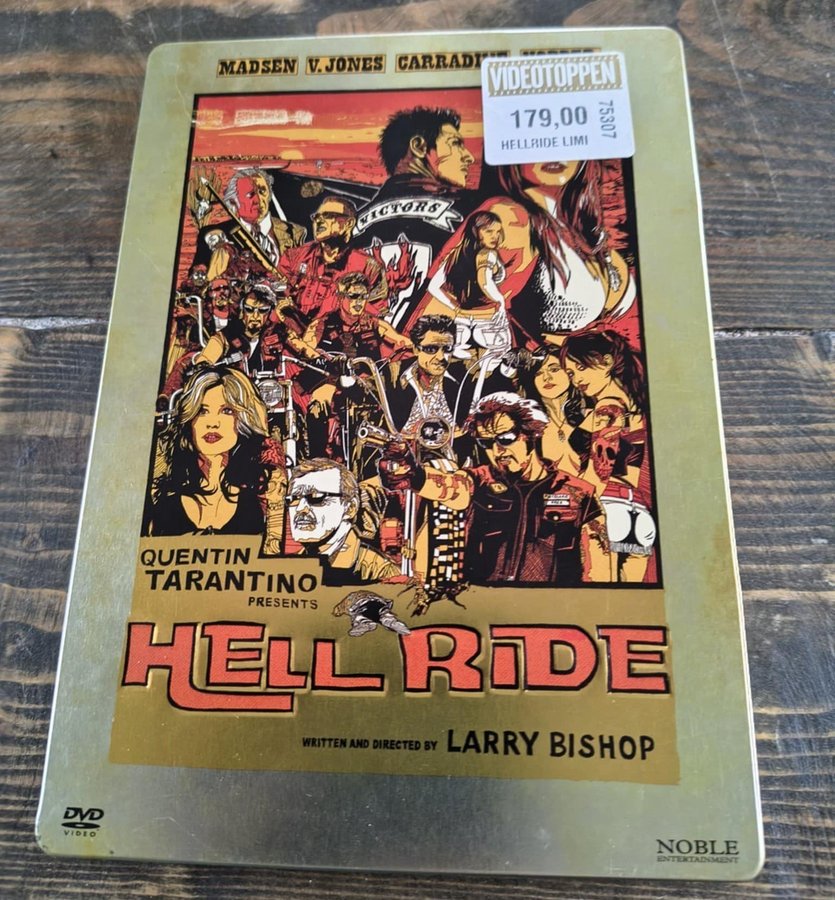 MADSEN V.JONES CARRADINE
VIDEOTOPPEN
179,00
75307
HELLRIDE LIMI
VICTORS
QUENTIN
TARANTINO
PRESENTS
HELL RIDE
WRITTEN AND DIRECTED BY LARRY BISHOP
DVD
VIDEO
NOBLE
ENTERTAINMENT